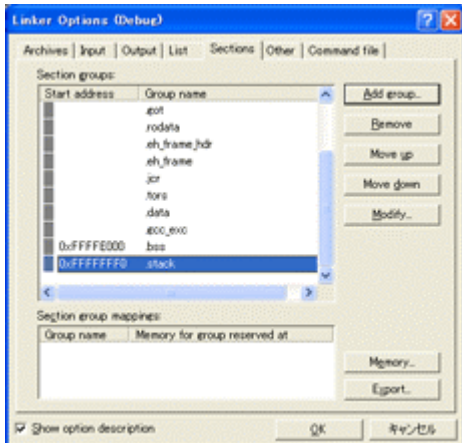 Linker Options (Debug)
Archives Input Output List Sections Other Command file
Section groups:
Start address Group name
.got
.rodata
.eh_frame_hdr
.eh_frame
.jcr
.tors
.data
.gcc_exc
0xFFFFE000 .bss
0xFFFFFFF0 .stack
Add group...
Remove
Move up
Move down
Modify...
Section group mappings:
Group name Memory for group reserved at
Memory...
Export...
Show option description
OK
キャンセル